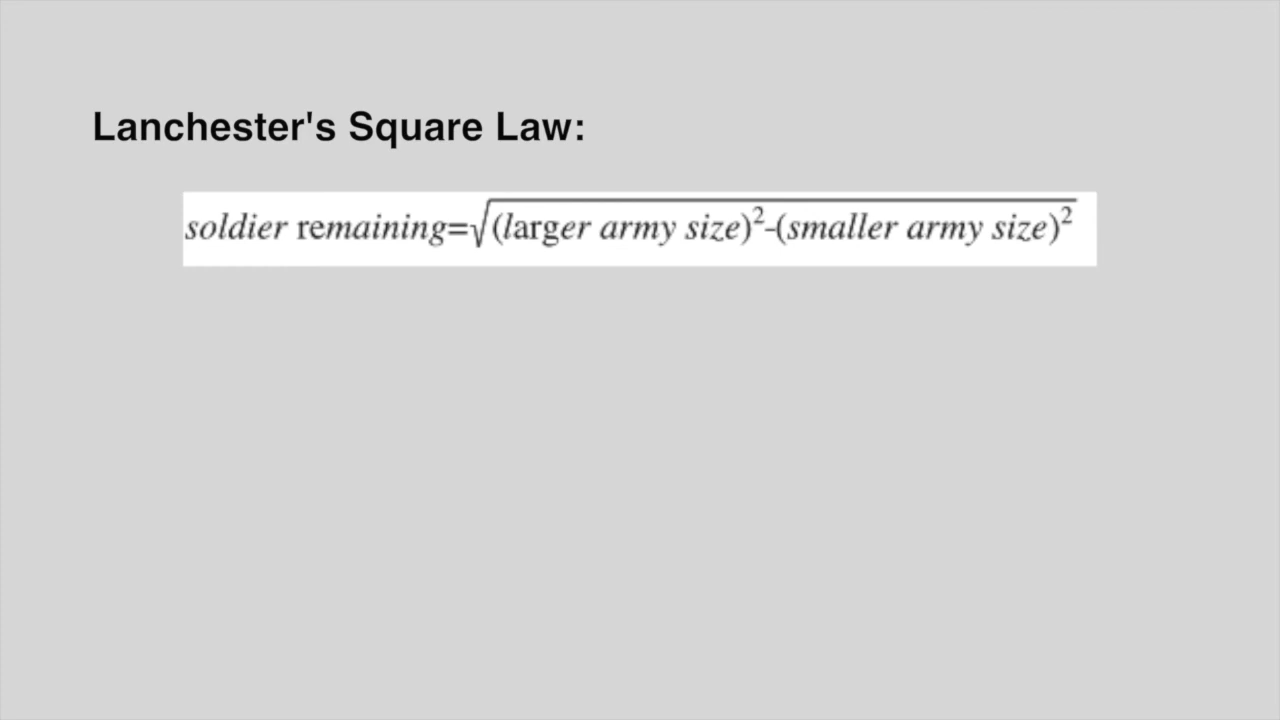 Lanchester's Square Law:
soldier remaining=√(larger army size)²-(smaller army size)²